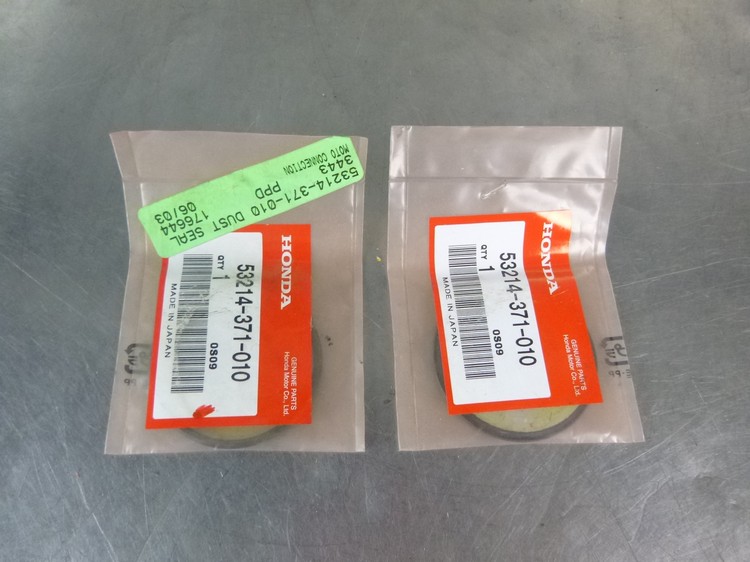 53214-371-010 DUST SEAL
3443 PPD 176644
MOTO CONNECTION 06/03
HONDA
53214-371-010
QTY
1
0S09
MADE IN JAPAN
GENUINE PARTS
Honda Motor Co., Ltd.
HONDA
53214-371-010
QTY
1
0S09
MADE IN JAPAN
GENUINE PARTS
Honda Motor Co., Ltd.